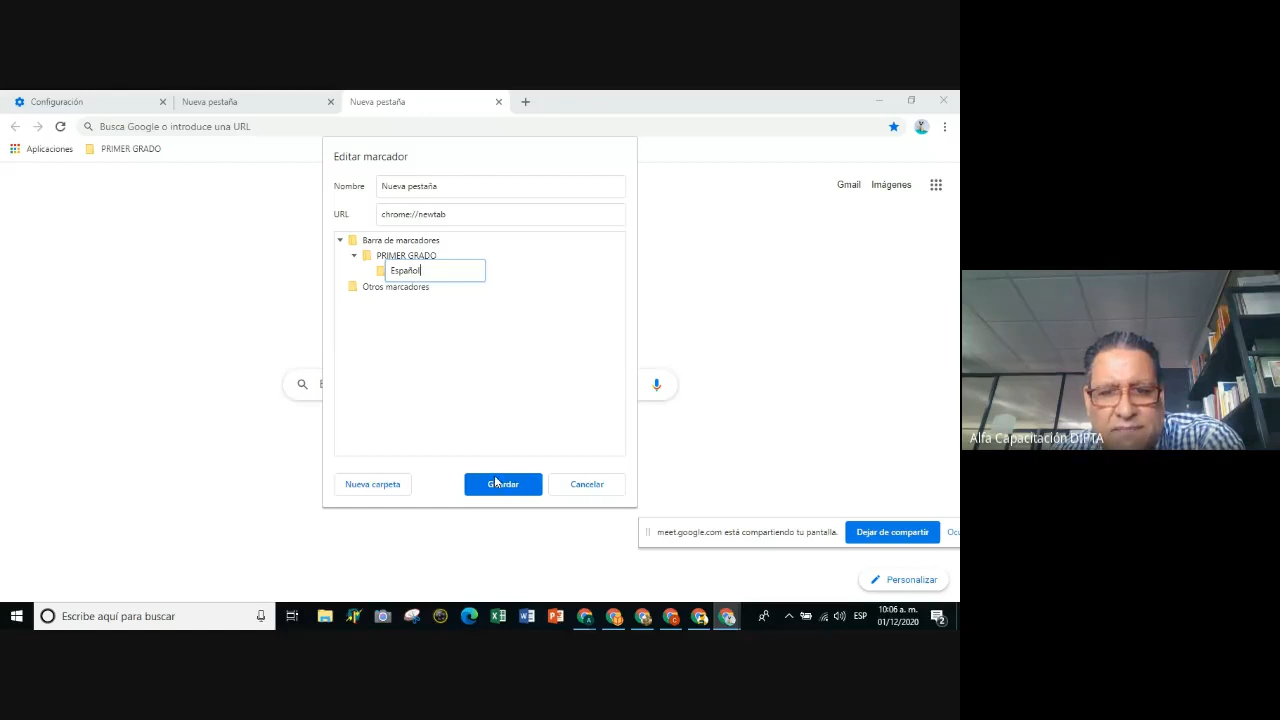 Configuración
Nueva pestaña
Nueva pestaña
Busca Google o introduce una URL
Aplicaciones
PRIMER GRADO
Editar marcador
Nombre
Nueva pestaña
URL
chrome://newtab
Barra de marcadores
PRIMER GRADO
Español
Otros marcadores
Nueva carpeta
Guardar
Cancelar
Gmail
Imágenes
meet.google.com está compartiendo tu pantalla.
Dejar de compartir
Personalizar
Escribe aquí para buscar
ESP
10:06 a. m.
01/12/2020
2
Alfa Capacitación DIPTA